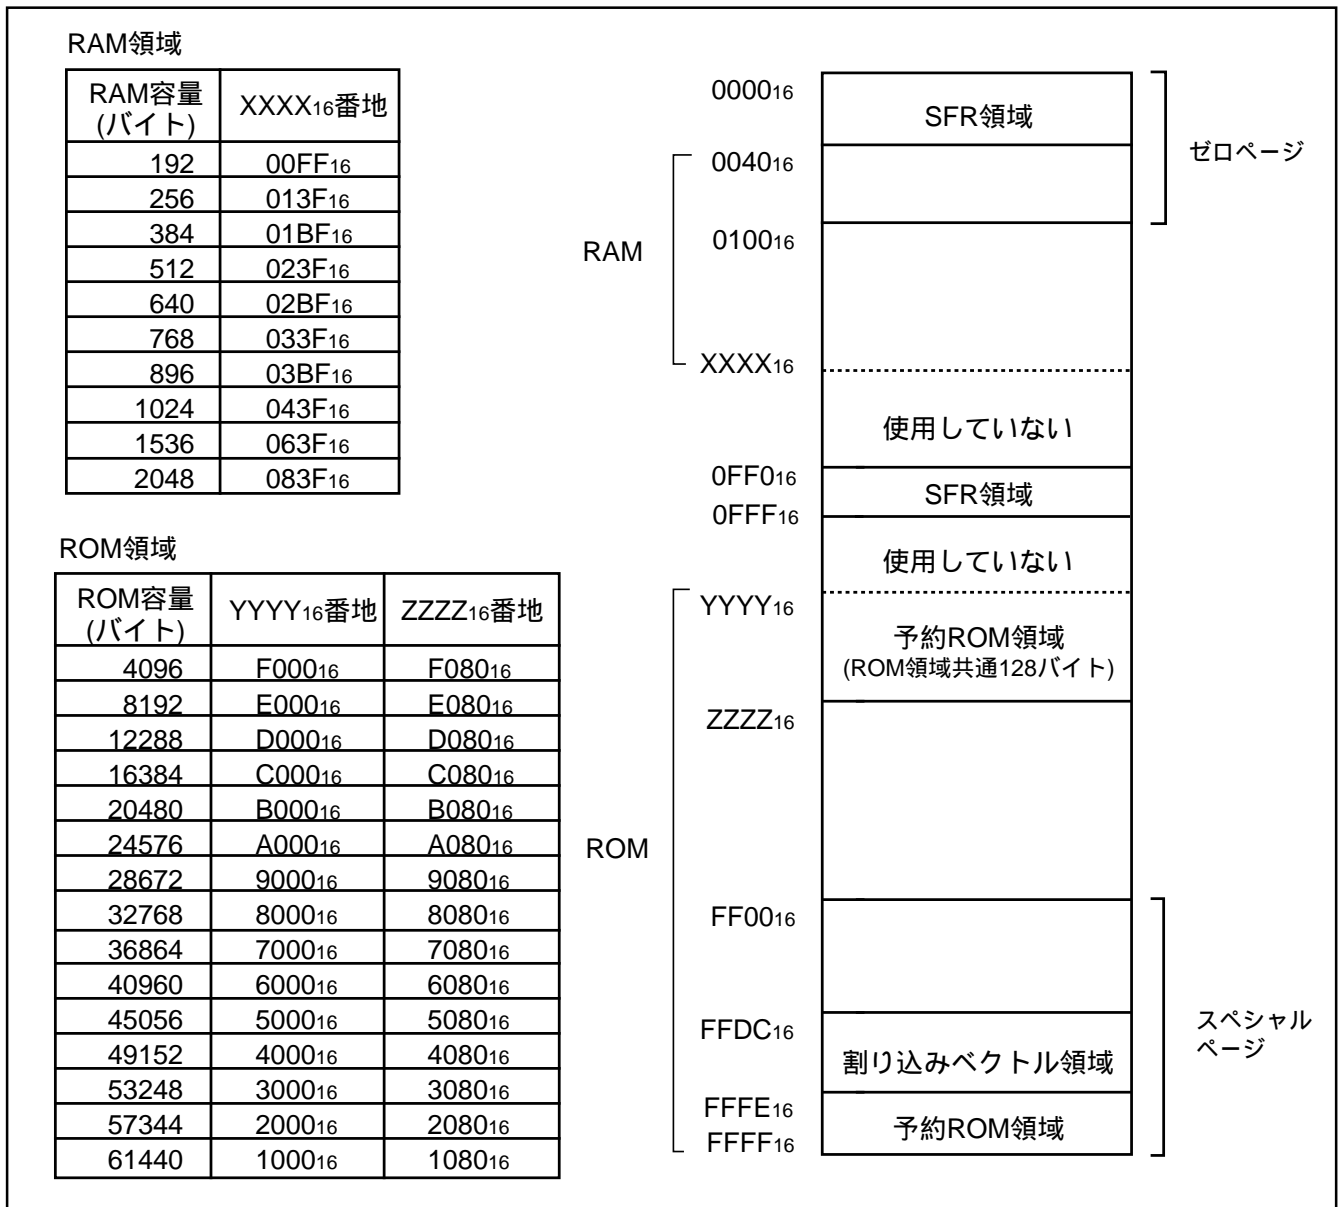 RAM領域
RAM容量
(バイト)
XXXX16番地
192 00FF16
256 013F16
384 01BF16
512 023F16
640 02BF16
768 033F16
896 03BF16
1024 043F16
1536 063F16
2048 083F16
ROM領域
ROM容量
(バイト)
YYYY16番地 ZZZZ16番地
4096 F00016 F08016
8192 E00016 E08016
12288 D00016 D08016
16384 C00016 C08016
20480 B00016 B08016
24576 A00016 A08016
28672 900016 908016
32768 800016 808016
36864 700016 708016
40960 600016 608016
45056 500016 508016
49152 400016 408016
53248 300016 308016
57344 200016 208016
61440 100016 108016
000016
SFR領域
ゼロページ
004016
RAM
010016
XXXX16
使用していない
0FF016
SFR領域
0FFF16
使用していない
YYYY16
予約ROM領域
(ROM領域共通128バイト)
ZZZZ16
ROM
FF0016
FFDC16
スペシャル
ページ
割り込みベクトル領域
FFFE16
予約ROM領域
FFFF16